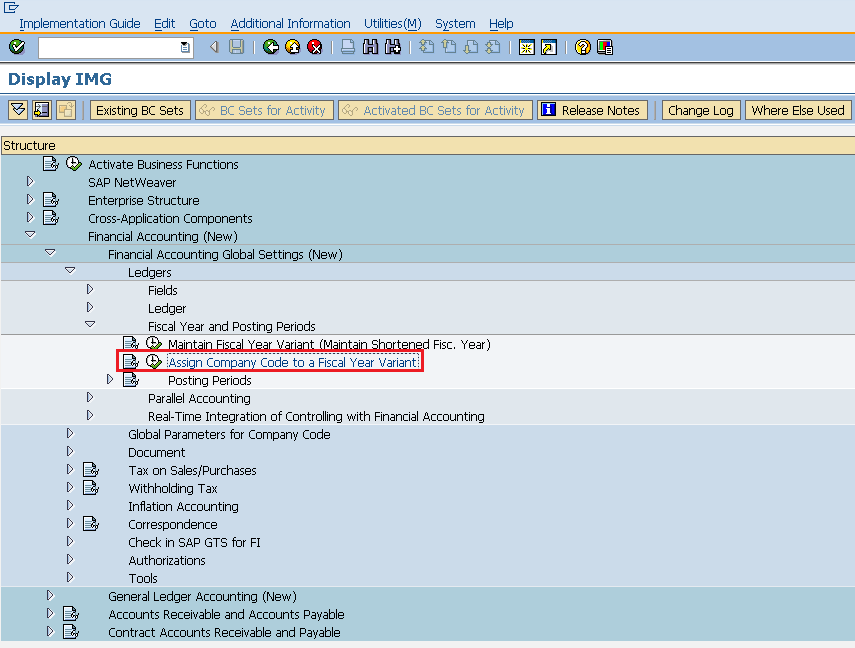 Implementation Guide Edit Goto Additional Information Utilities(M) System Help
Display IMG
Existing BC Sets BC Sets for Activity Activated BC Sets for Activity Release Notes Change Log Where Else Used
Structure
Activate Business Functions
SAP NetWeaver
Enterprise Structure
Cross-Application Components
Financial Accounting (New)
Financial Accounting Global Settings (New)
Ledgers
Fields
Ledger
Fiscal Year and Posting Periods
Maintain Fiscal Year Variant (Maintain Shortened Fisc. Year)
Assign Company Code to a Fiscal Year Variant
Posting Periods
Parallel Accounting
Real-Time Integration of Controlling with Financial Accounting
Global Parameters for Company Code
Document
Tax on Sales/Purchases
Withholding Tax
Inflation Accounting
Correspondence
Check in SAP GTS for FI
Authorizations
Tools
General Ledger Accounting (New)
Accounts Receivable and Accounts Payable
Contract Accounts Receivable and Payable